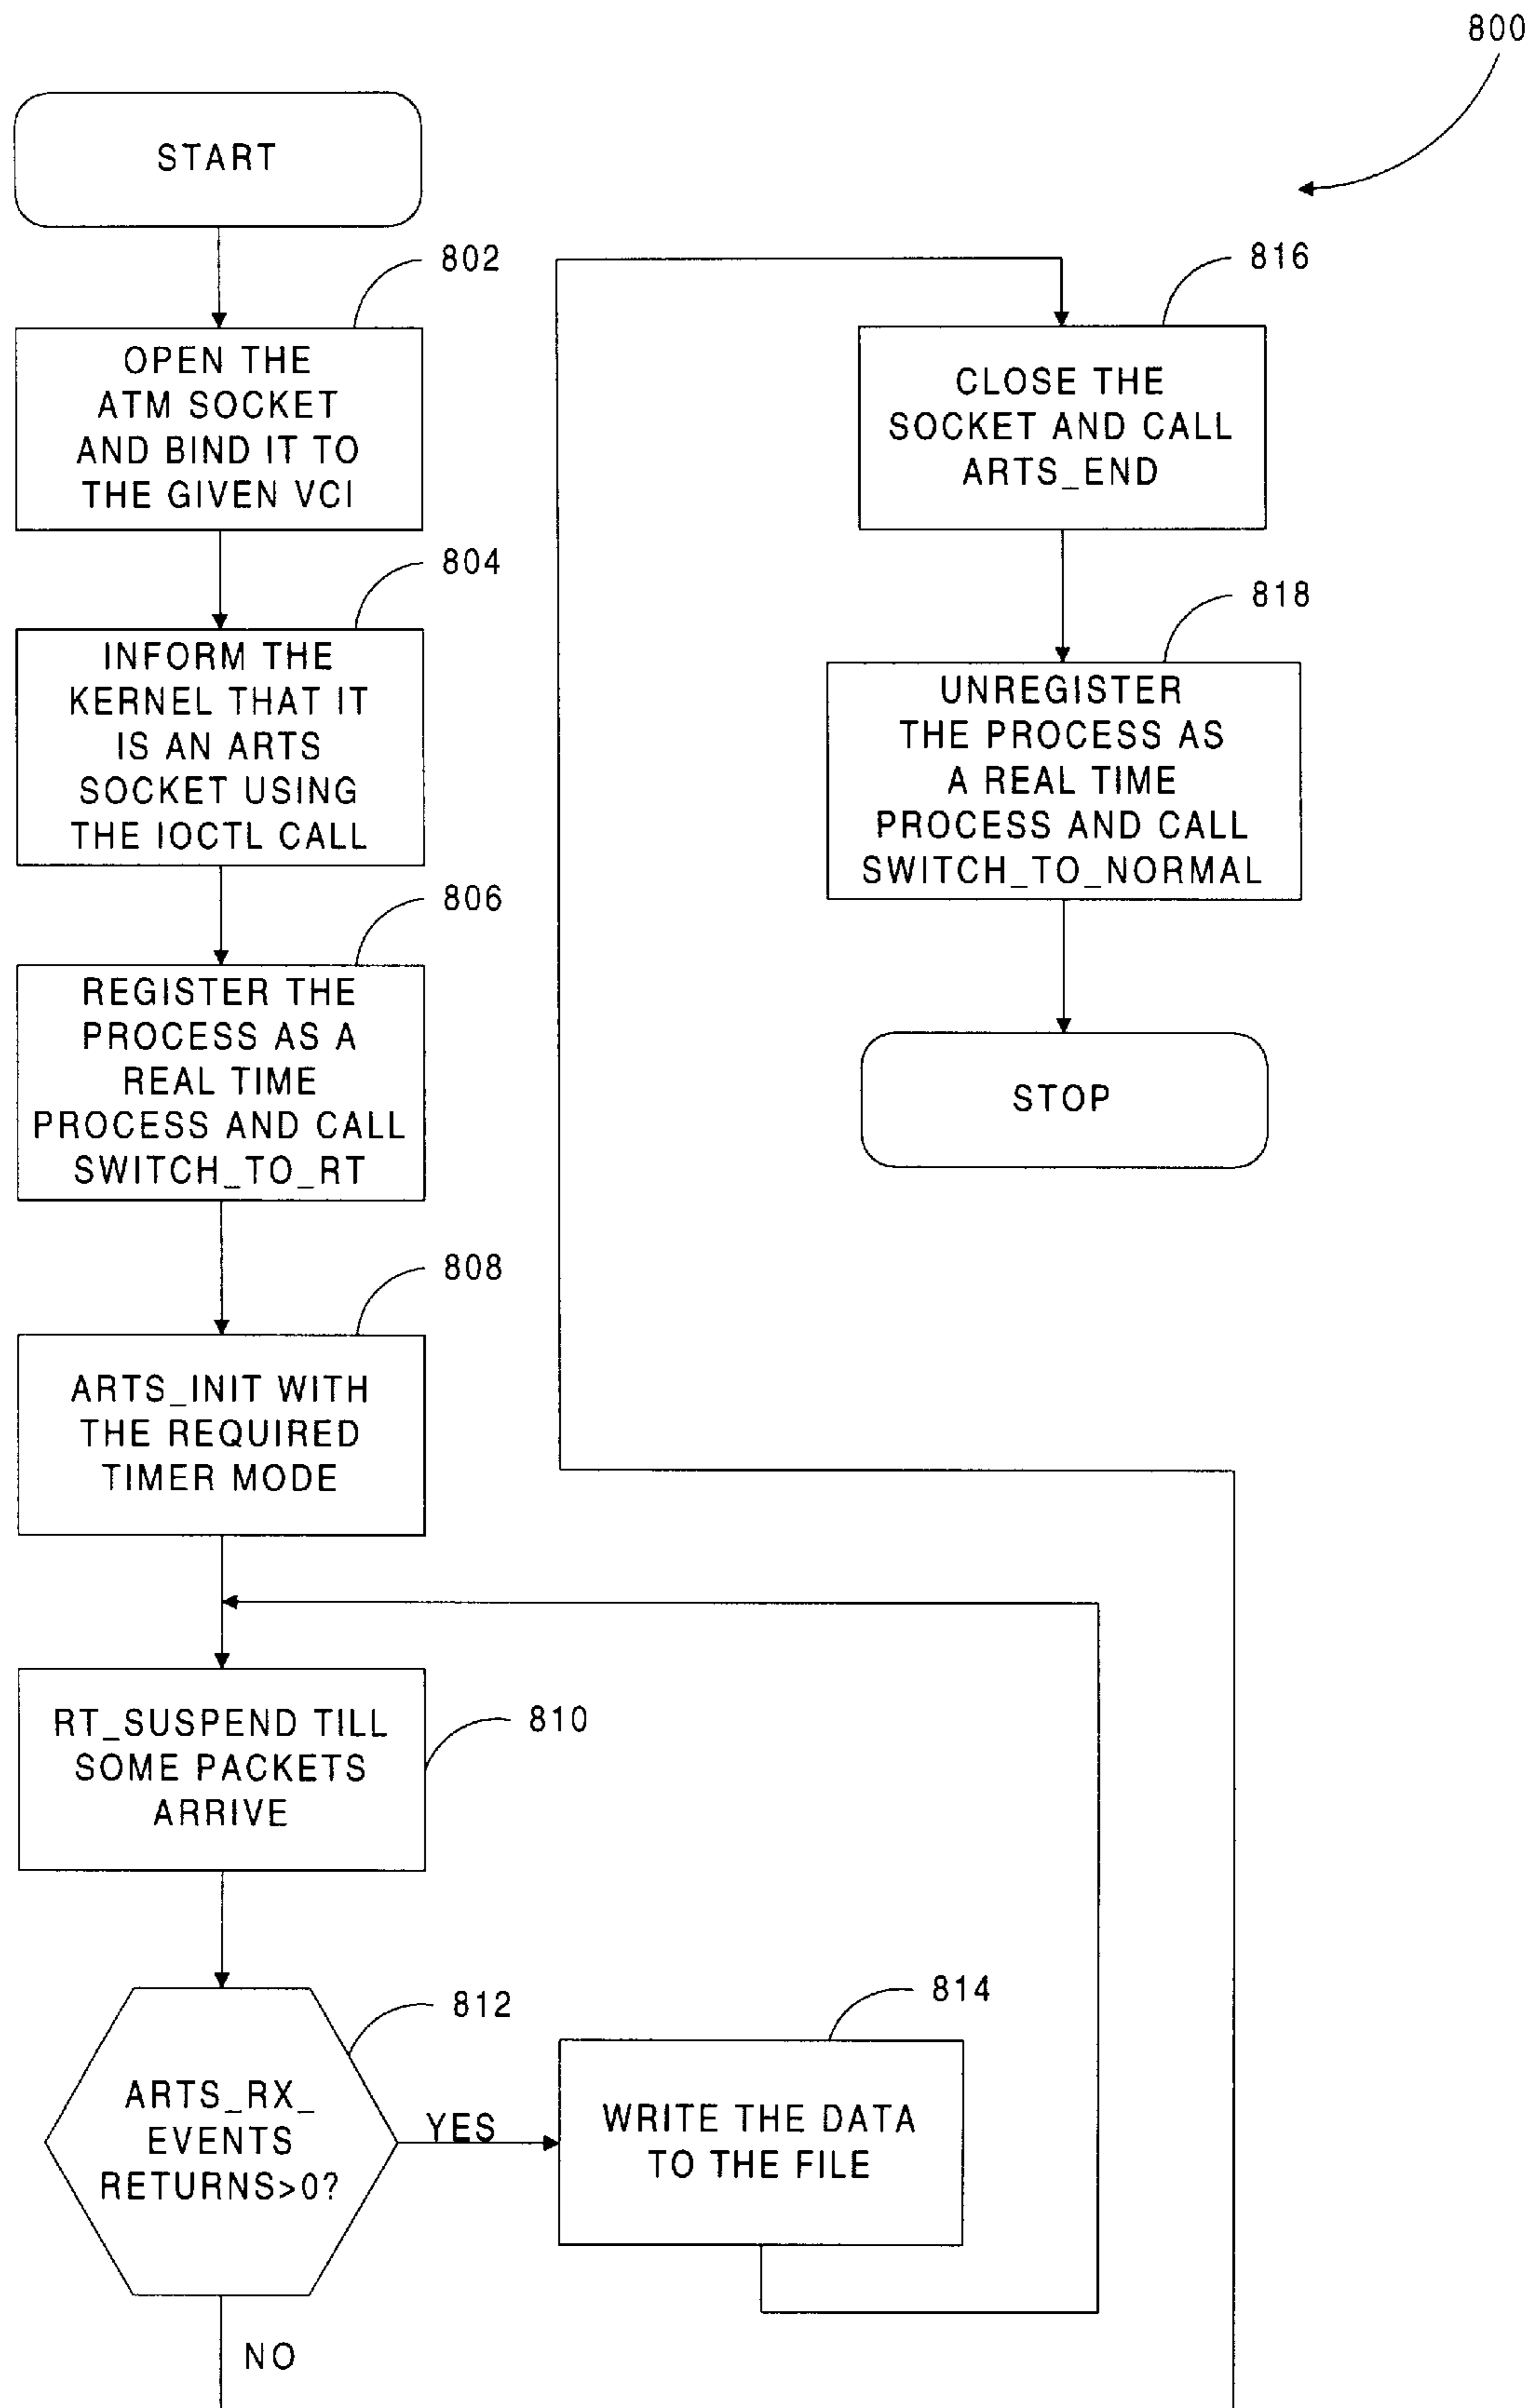 800
START
802
OPEN THE
ATM SOCKET
AND BIND IT TO
THE GIVEN VCI
804
INFORM THE
KERNEL THAT IT
IS AN ARTS
SOCKET USING
THE IOCTL CALL
806
REGISTER THE
PROCESS AS A
REAL TIME
PROCESS AND CALL
SWITCH_TO_RT
808
ARTS_INIT WITH
THE REQUIRED
TIMER MODE
810
RT_SUSPEND TILL
SOME PACKETS
ARRIVE
812
ARTS_RX_
EVENTS
RETURNS>0?
YES
814
WRITE THE DATA
TO THE FILE
NO
816
CLOSE THE
SOCKET AND CALL
ARTS_END
818
UNREGISTER
THE PROCESS AS
A REAL TIME
PROCESS AND CALL
SWITCH_TO_NORMAL
STOP